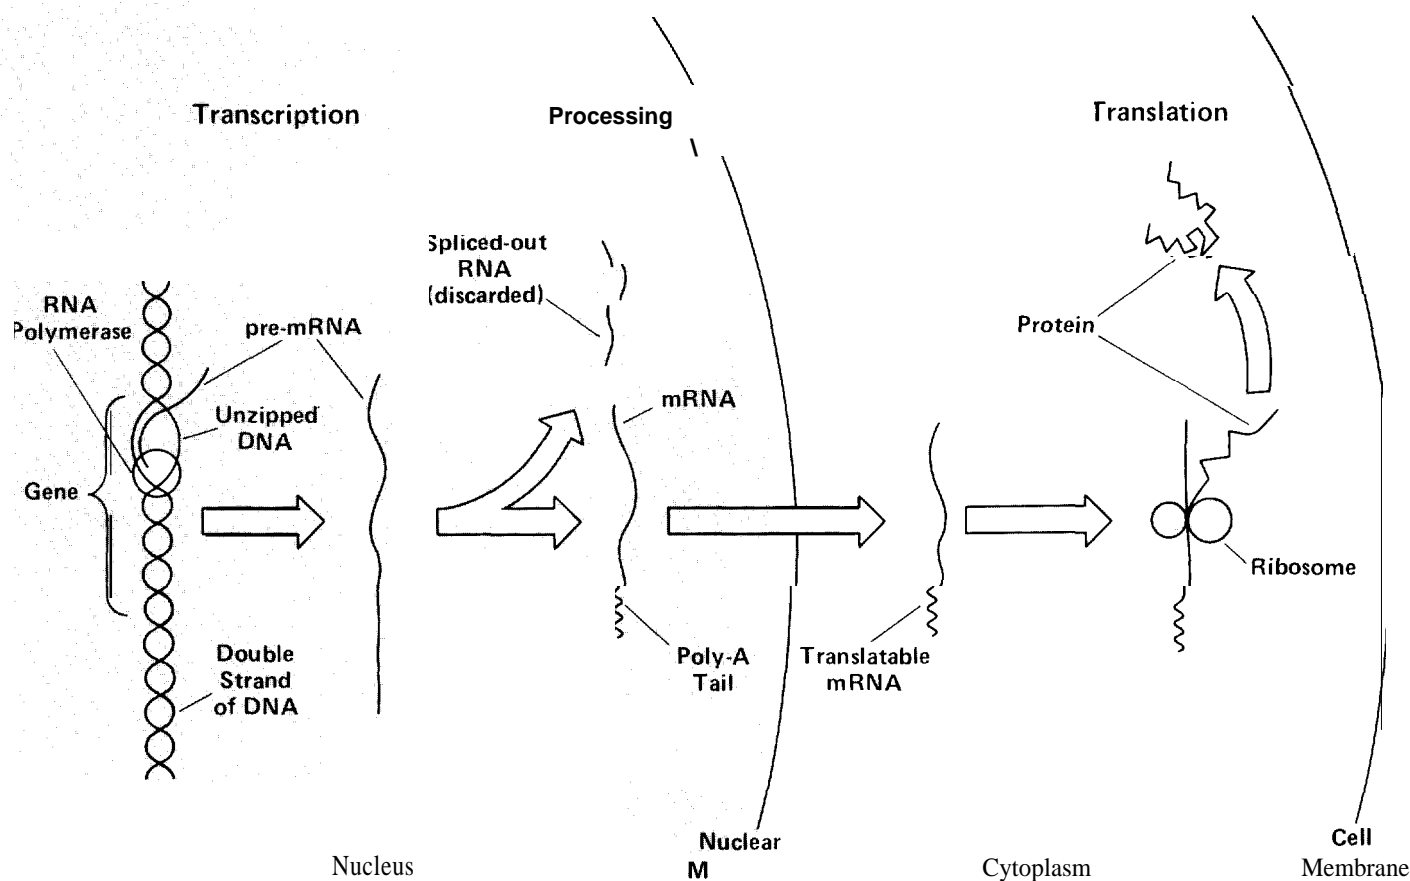 Transcription
Processing
Translation
Spliced-out
RNA
(discarded)
RNA
Polymerase
pre-mRNA
Protein
mRNA
Unzipped
DNA
Gene
Ribosome
Double
Strand
of DNA
Poly-A
Tail
Translatable
mRNA
Nuclear
M
Cell
Membrane
Nucleus
Cytoplasm